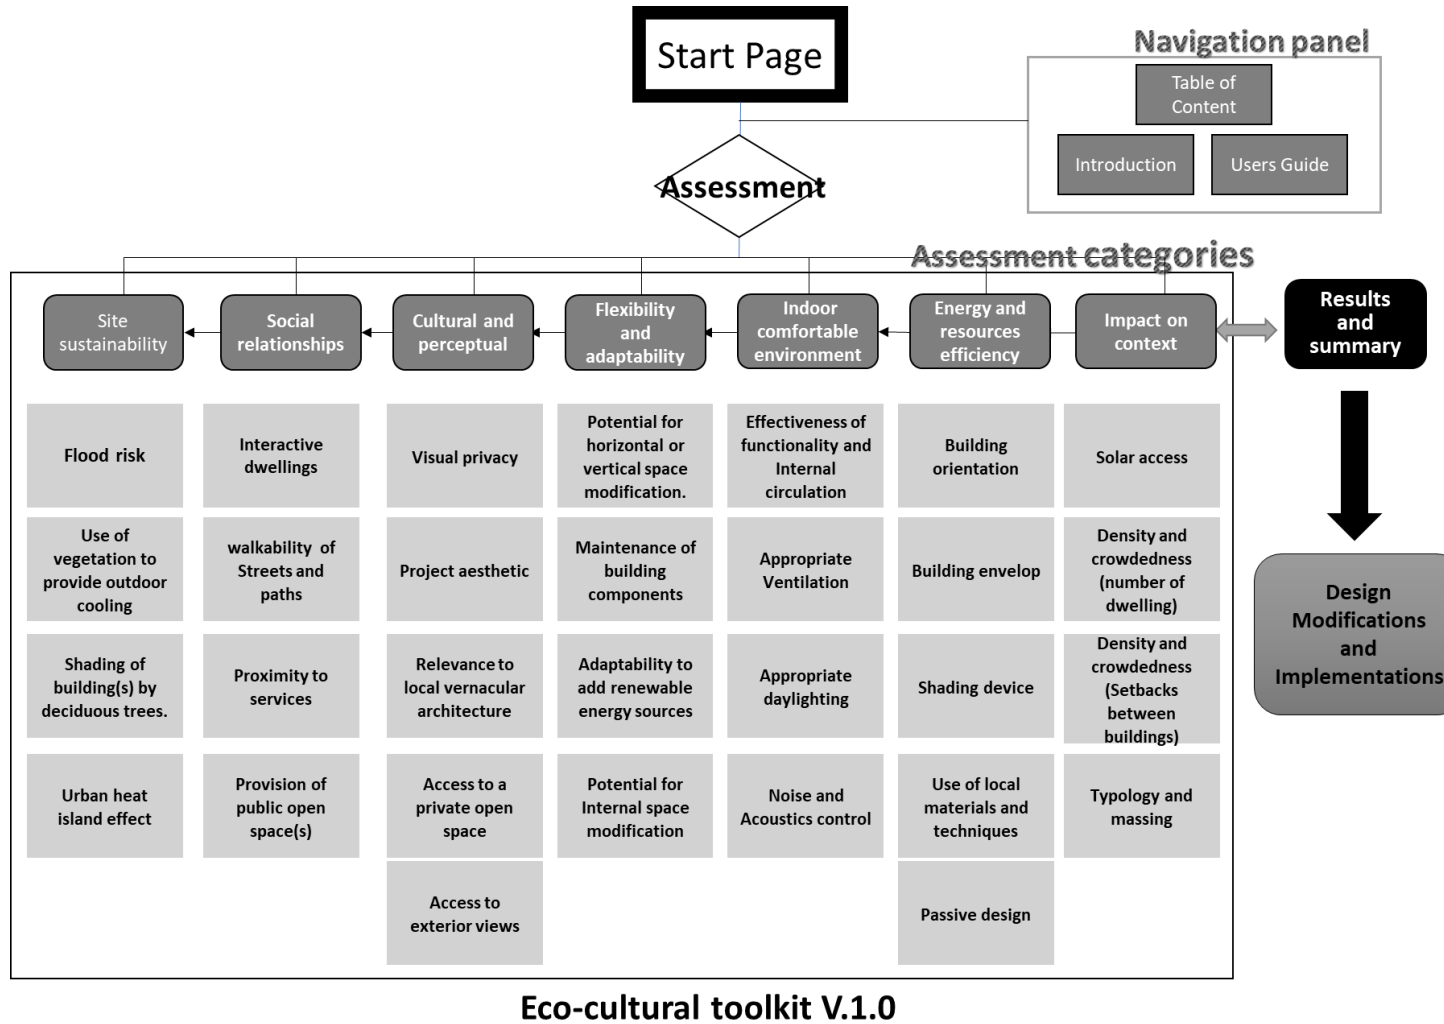 Start Page
Navigation panel
Table of
Content
Introduction
Users Guide
Assessment
Assessment categories
Site
sustainability
Social
relationships
Cultural and
perceptual
Flexibility
and
adaptability
Indoor
comfortable
environment
Energy and
resources
efficiency
Impact on
context
Results
and
summary
Flood risk
Interactive
dwellings
Visual privacy
Potential for
horizontal or
vertical space
modification.
Effectiveness of
functionality and
Internal
circulation
Building
orientation
Solar access
Use of
vegetation to
provide outdoor
cooling
walkability of
Streets and
paths
Project aesthetic
Maintenance of
building
components
Appropriate
Ventilation
Building envelop
Density and
crowdedness
(number of
dwelling)
Design
Modifications
and
Implementations
Shading of
building(s) by
deciduous trees.
Proximity to
services
Relevance to
local vernacular
architecture
Adaptability to
add renewable
energy sources
Appropriate
daylighting
Shading device
Density and
crowdedness
(Setbacks
between
buildings)
Urban heat
island effect
Provision of
public open
space(s)
Access to a
private open
space
Potential for
Internal space
modification
Noise and
Acoustics control
Use of local
materials and
techniques
Typology and
massing
Access to
exterior views
Passive design
Eco-cultural toolkit V.1.0